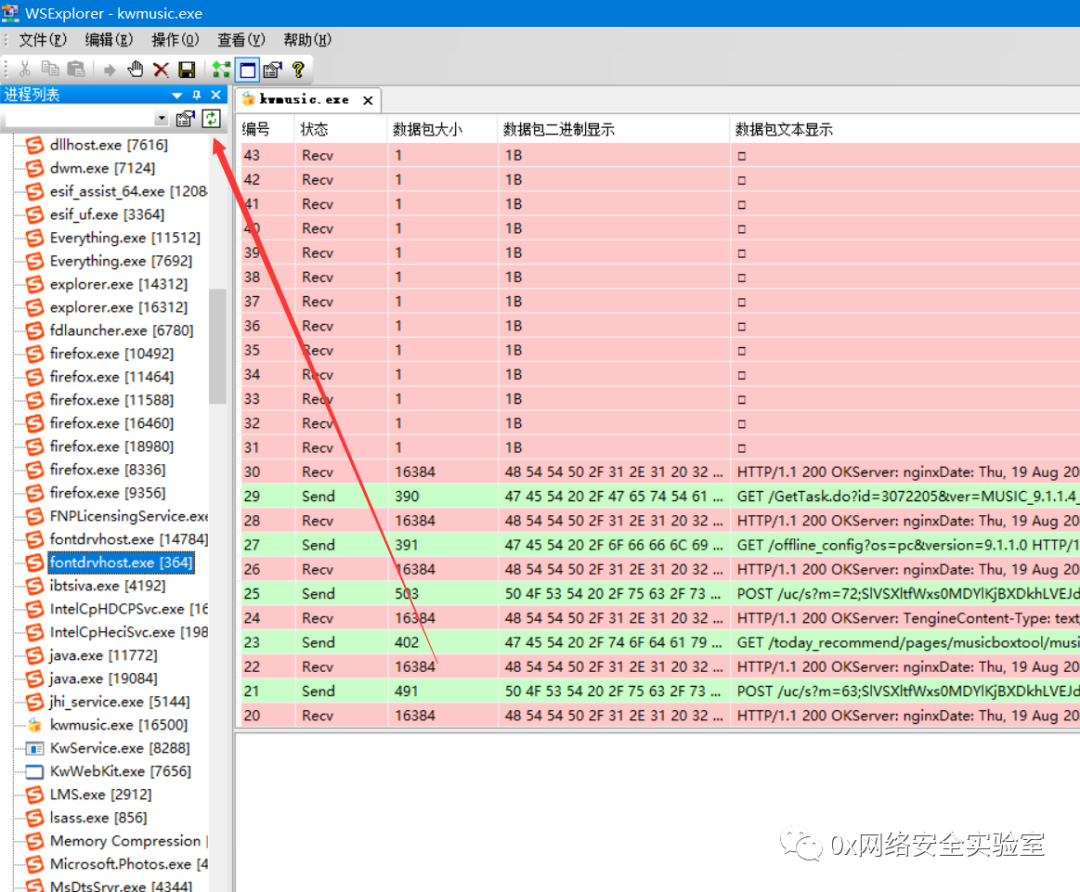 WSExplorer - kwmusic.exe
文件(F) 编辑(E) 操作(O) 查看(V) 帮助(H)
进程列表
kwmusic.exe
编号 状态 数据包大小 数据包二进制显示 数据包文本显示
dllhost.exe [7616]
dwm.exe [7124]
esif_assist_64.exe [1208
esif_uf.exe [3364]
Everything.exe [11512]
Everything.exe [7692]
explorer.exe [14312]
explorer.exe [16312]
fdlauncher.exe [6780]
firefox.exe [10492]
firefox.exe [11464]
firefox.exe [11588]
firefox.exe [16460]
firefox.exe [18980]
firefox.exe [8336]
firefox.exe [9356]
FNPLicensingService.exe
fontdrvhost.exe [14784]
fontdrvhost.exe [364]
ibtsiva.exe [4192]
IntelCpHDCPSvc.exe [16
IntelCpHeciSvc.exe [198
java.exe [11772]
java.exe [19084]
jhi_service.exe [5144]
kwmusic.exe [16500]
KwService.exe [8288]
KwWebKit.exe [7656]
LMS.exe [2912]
lsass.exe [856]
Memory Compression [
Microsoft.Photos.exe [4
MsDtsSrvr.exe [4344]
43 Recv 1 1B □
42 Recv 1 1B □
41 Recv 1 1B □
40 Recv 1 1B □
39 Recv 1 1B □
38 Recv 1 1B □
37 Recv 1 1B □
36 Recv 1 1B □
35 Recv 1 1B □
34 Recv 1 1B □
33 Recv 1 1B □
32 Recv 1 1B □
31 Recv 1 1B □
30 Recv 16384 48 54 54 50 2F 31 2E 31 20 32 ... HTTP/1.1 200 OKServer: nginxDate: Thu, 19 Aug 20
29 Send 390 47 45 54 20 2F 47 65 74 54 61 ... GET /GetTask.do?id=3072205&ver=MUSIC_9.1.1.4_
28 Recv 16384 48 54 54 50 2F 31 2E 31 20 32 ... HTTP/1.1 200 OKServer: nginxDate: Thu, 19 Aug 20
27 Send 391 47 45 54 20 2F 6F 66 66 6C 69 ... GET /offline_config?os=pc&version=9.1.1.0 HTTP/1
26 Recv 16384 48 54 54 50 2F 31 2E 31 20 32 ... HTTP/1.1 200 OKServer: nginxDate: Thu, 19 Aug 20
25 Send 503 50 4F 53 54 20 2F 75 63 2F 73 ... POST /uc/s?m=72;SlVSXltfWxs0MDYlKjBXDkhLVEJd
24 Recv 16384 48 54 54 50 2F 31 2E 31 20 32 ... HTTP/1.1 200 OKServer: TengineContent-Type: text
23 Send 402 47 45 54 20 2F 74 6F 64 61 79 ... GET /today_recommend/pages/musicboxtool/musi
22 Recv 16384 48 54 54 50 2F 31 2E 31 20 32 ... HTTP/1.1 200 OKServer: nginxDate: Thu, 19 Aug 20
21 Send 491 50 4F 53 54 20 2F 75 63 2F 73 ... POST /uc/s?m=63;SlVSXltfWxs0MDYlKjBXDkhLVEJd
20 Recv 16384 48 54 54 50 2F 31 2E 31 20 32 ... HTTP/1.1 200 OKServer: nginxDate: Thu, 19 Aug 20
0x网络安全实验室